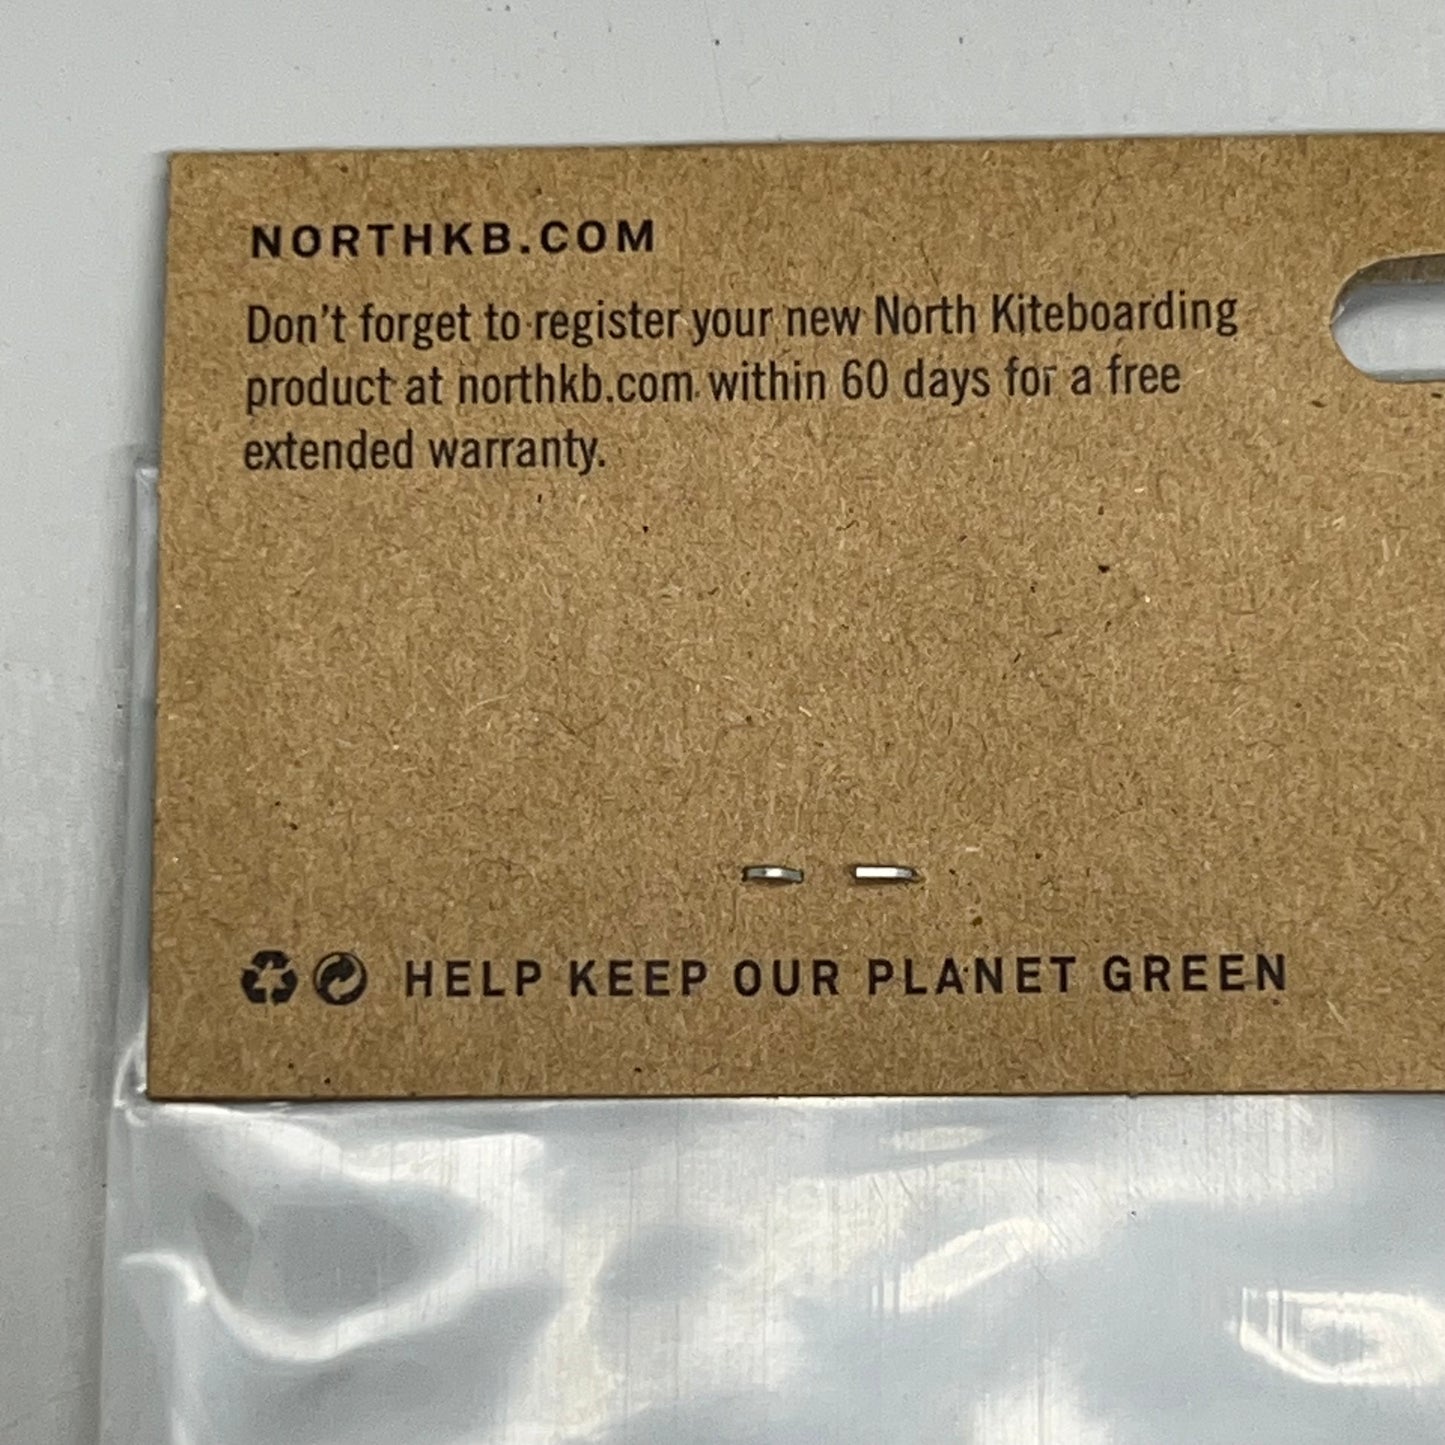 NORTHKB.COM
Don't forget to register your new North Kiteboarding
product at northkb.com within 60 days for a free
extended warranty.
HELP KEEP OUR PLANET GREEN